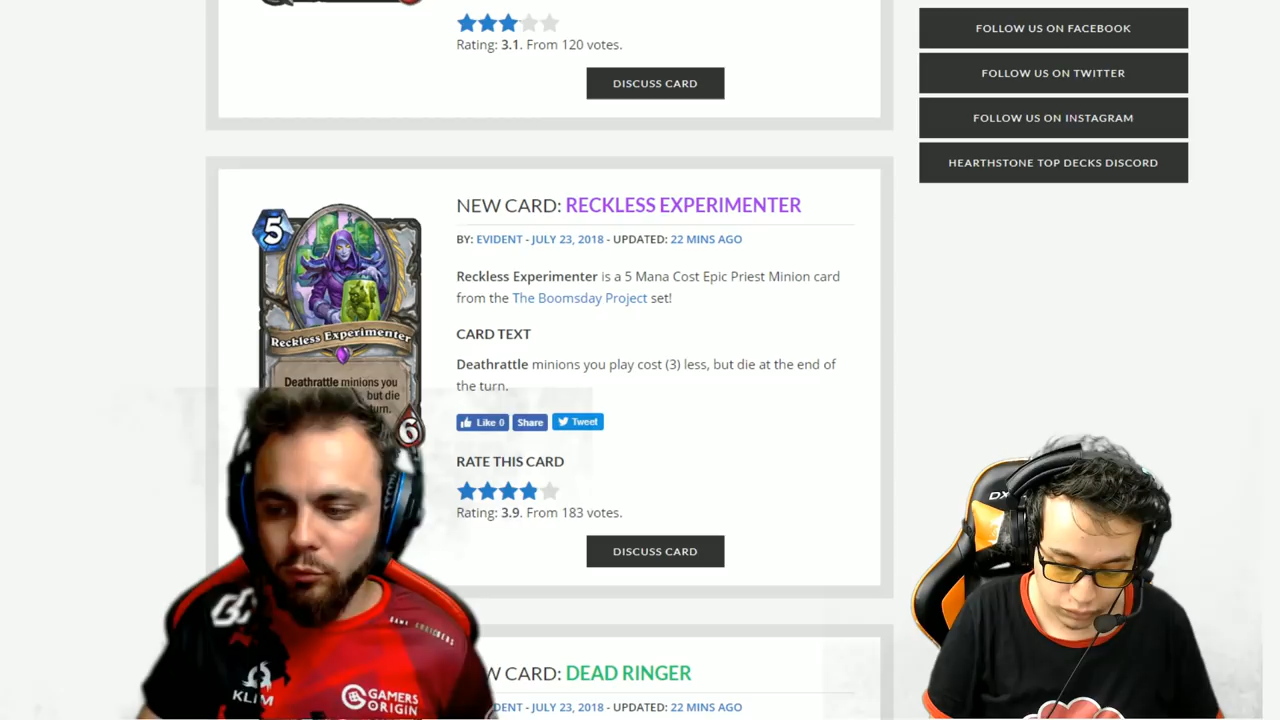 Rating: 3.1. From 120 votes.
DISCUSS CARD
FOLLOW US ON FACEBOOK
FOLLOW US ON TWITTER
FOLLOW US ON INSTAGRAM
HEARTHSTONE TOP DECKS DISCORD
5
Reckless Experimenter
Deathrattle minions you
but die
turn.
6
NEW CARD: RECKLESS EXPERIMENTER
BY: EVIDENT - JULY 23, 2018 - UPDATED: 22 MINS AGO
Reckless Experimenter is a 5 Mana Cost Epic Priest Minion card
from the The Boomsday Project set!
CARD TEXT
Deathrattle minions you play cost (3) less, but die at the end of
the turn.
Like 0 Share Tweet
RATE THIS CARD
Rating: 3.9. From 183 votes.
DISCUSS CARD
W CARD: DEAD RINGER
DENT - JULY 23, 2018 - UPDATED: 22 MINS AGO
DX
KLIM
GAMERS
ORIGIN